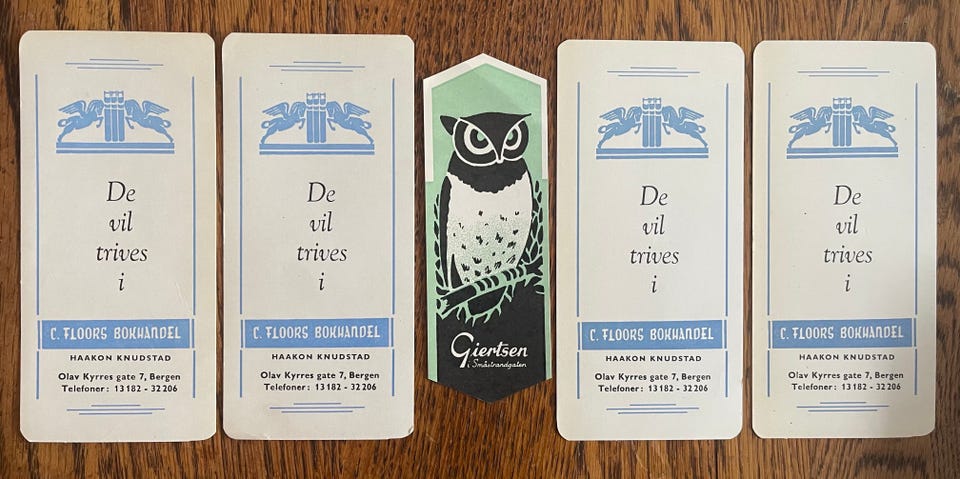 De
vil
trives
i
C. FLOORS BOKHANDEL
HAAKON KNUDSTAD
Olav Kyrres gate 7, Bergen
Telefoner: 13182 - 32206
De
vil
trives
i
C. FLOORS BOKHANDEL
HAAKON KNUDSTAD
Olav Kyrres gate 7, Bergen
Telefoner: 13182 - 32206
Giertsen
i Småstrandgaten
De
vil
trives
i
C. FLOORS BOKHANDEL
HAAKON KNUDSTAD
Olav Kyrres gate 7, Bergen
Telefoner: 13182 - 32206
De
vil
trives
i
C. FLOORS BOKHANDEL
HAAKON KNUDSTAD
Olav Kyrres gate 7, Bergen
Telefoner: 13182 - 32206